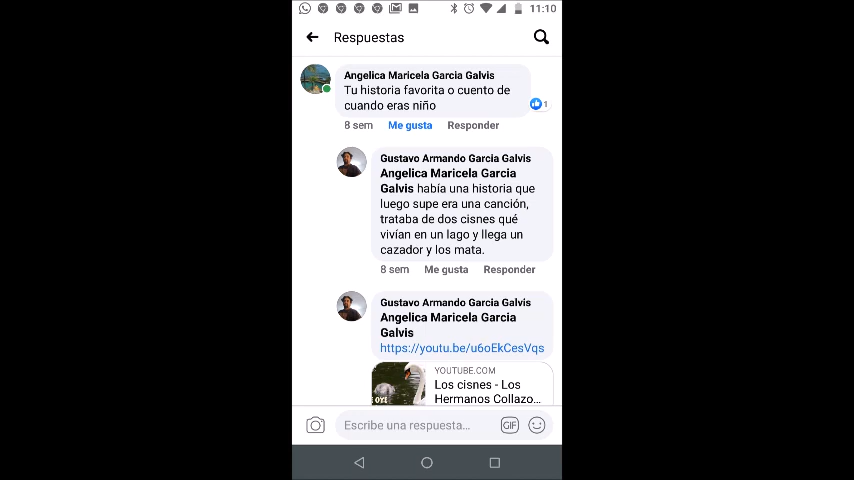 11:10
Respuestas
Angelica Maricela Garcia Galvis
Tu historia favorita o cuento de
cuando eras niño
1
8 sem Me gusta Responder
Gustavo Armando Garcia Galvis
Angelica Maricela Garcia
Galvis había una historia que
luego supe era una canción,
trataba de dos cisnes qué
vivían en un lago y llega un
cazador y los mata.
8 sem Me gusta Responder
Gustavo Armando Garcia Galvis
Angelica Maricela Garcia
Galvis
https://youtu.be/u6oEkCesVqs
YOUTUBE.COM
Los cisnes - Los
Hermanos Collazo...
Escribe una respuesta...
GIF